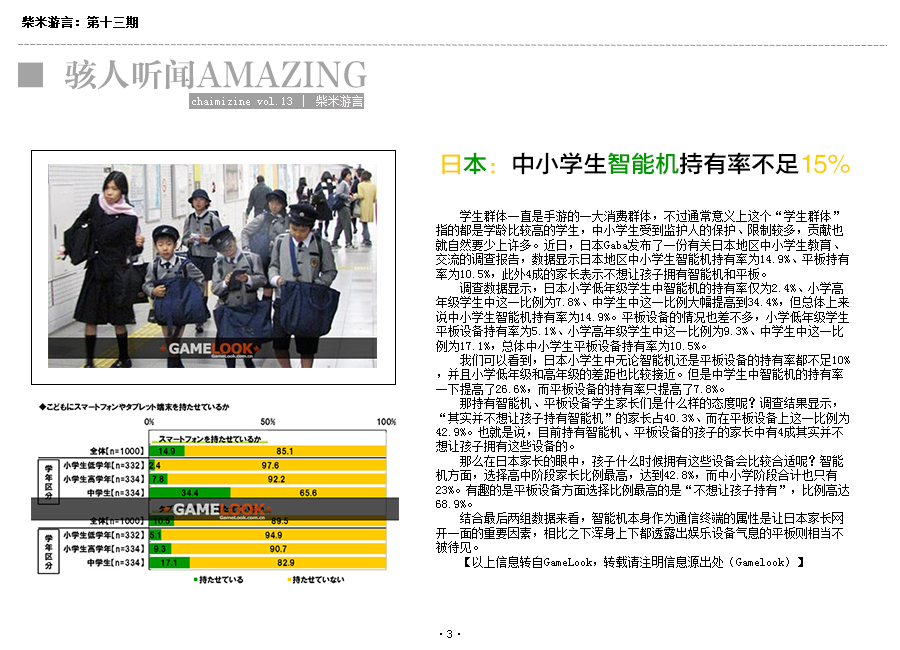 柴米游言：第十三期
骇人听闻AMAZING
chaimizine vol.13 | 柴米游言
GAMELOOK
GameLook.com.cn
◆こどもにスマートフォンやタブレット端末を持たせているか
0% 50% 100%
スマートフォンを持たせているか
全体[n=1000] 14.9 85.1
学年区分
小学生低学年[n=332] 2.4 97.6
小学生高学年[n=334] 7.8 92.2
中学生[n=334] 34.4 65.6
GAMELOOK
GameLook.com.cn
全体[n=1000] 10.5 89.5
学年区分
小学生低学年[n=332] 5.1 94.9
小学生高学年[n=334] 9.3 90.7
中学生[n=334] 17.1 82.9
■持たせている ■持たせていない
日本：中小学生智能机持有率不足15%
学生群体一直是手游的一大消费群体，不过通常意义上这个“学生群体”
指的都是学龄比较高的学生，中小学生受到监护人的保护、限制较多，贡献也
就自然要少上许多。近日，日本Gaba发布了一份有关日本地区中小学生教育、
交流的调查报告，数据显示日本地区中小学生智能机持有率为14.9%、平板持有
率为10.5%，此外4成的家长表示不想让孩子拥有智能机和平板。
调查数据显示，日本小学低年级学生中智能机的持有率仅为2.4%、小学高
年级学生中这一比例为7.8%、中学生中这一比例大幅提高到34.4%，但总体上来
说中小学生智能机持有率为14.9%。平板设备的情况也差不多，小学低年级学生
平板设备持有率为5.1%、小学高年级学生中这一比例为9.3%、中学生中这一比
例为17.1%，总体中小学生平板设备持有率为10.5%。
我们可以看到，日本小学生中无论智能机还是平板设备的持有率都不足10%
，并且小学低年级和高年级的差距也比较接近。但是中学生中智能机的持有率
一下提高了26.6%，而平板设备的持有率只提高了7.8%。
那持有智能机、平板设备学生家长们是什么样的态度呢？调查结果显示，
“其实并不想让孩子持有智能机”的家长占40.3%、而在平板设备上这一比例为
42.9%。也就是说，目前持有智能机、平板设备的孩子的家长中有4成其实并不
想让孩子拥有这些设备的。
那么在日本家长的眼中，孩子什么时候拥有这些设备会比较合适呢？智能
机方面，选择高中阶段家长比例最高，达到42.8%，而中小学阶段合计也只有
23%。有趣的是平板设备方面选择比例最高的是“不想让孩子持有”，比例高达
68.9%。
结合最后两组数据来看，智能机本身作为通信终端的属性是让日本家长网
开一面的重要因素，相比之下浑身上下都透露出娱乐设备气息的平板则相当不
被待见。
【以上信息转自GameLook，转载请注明信息源出处（Gamelook）】
·3·